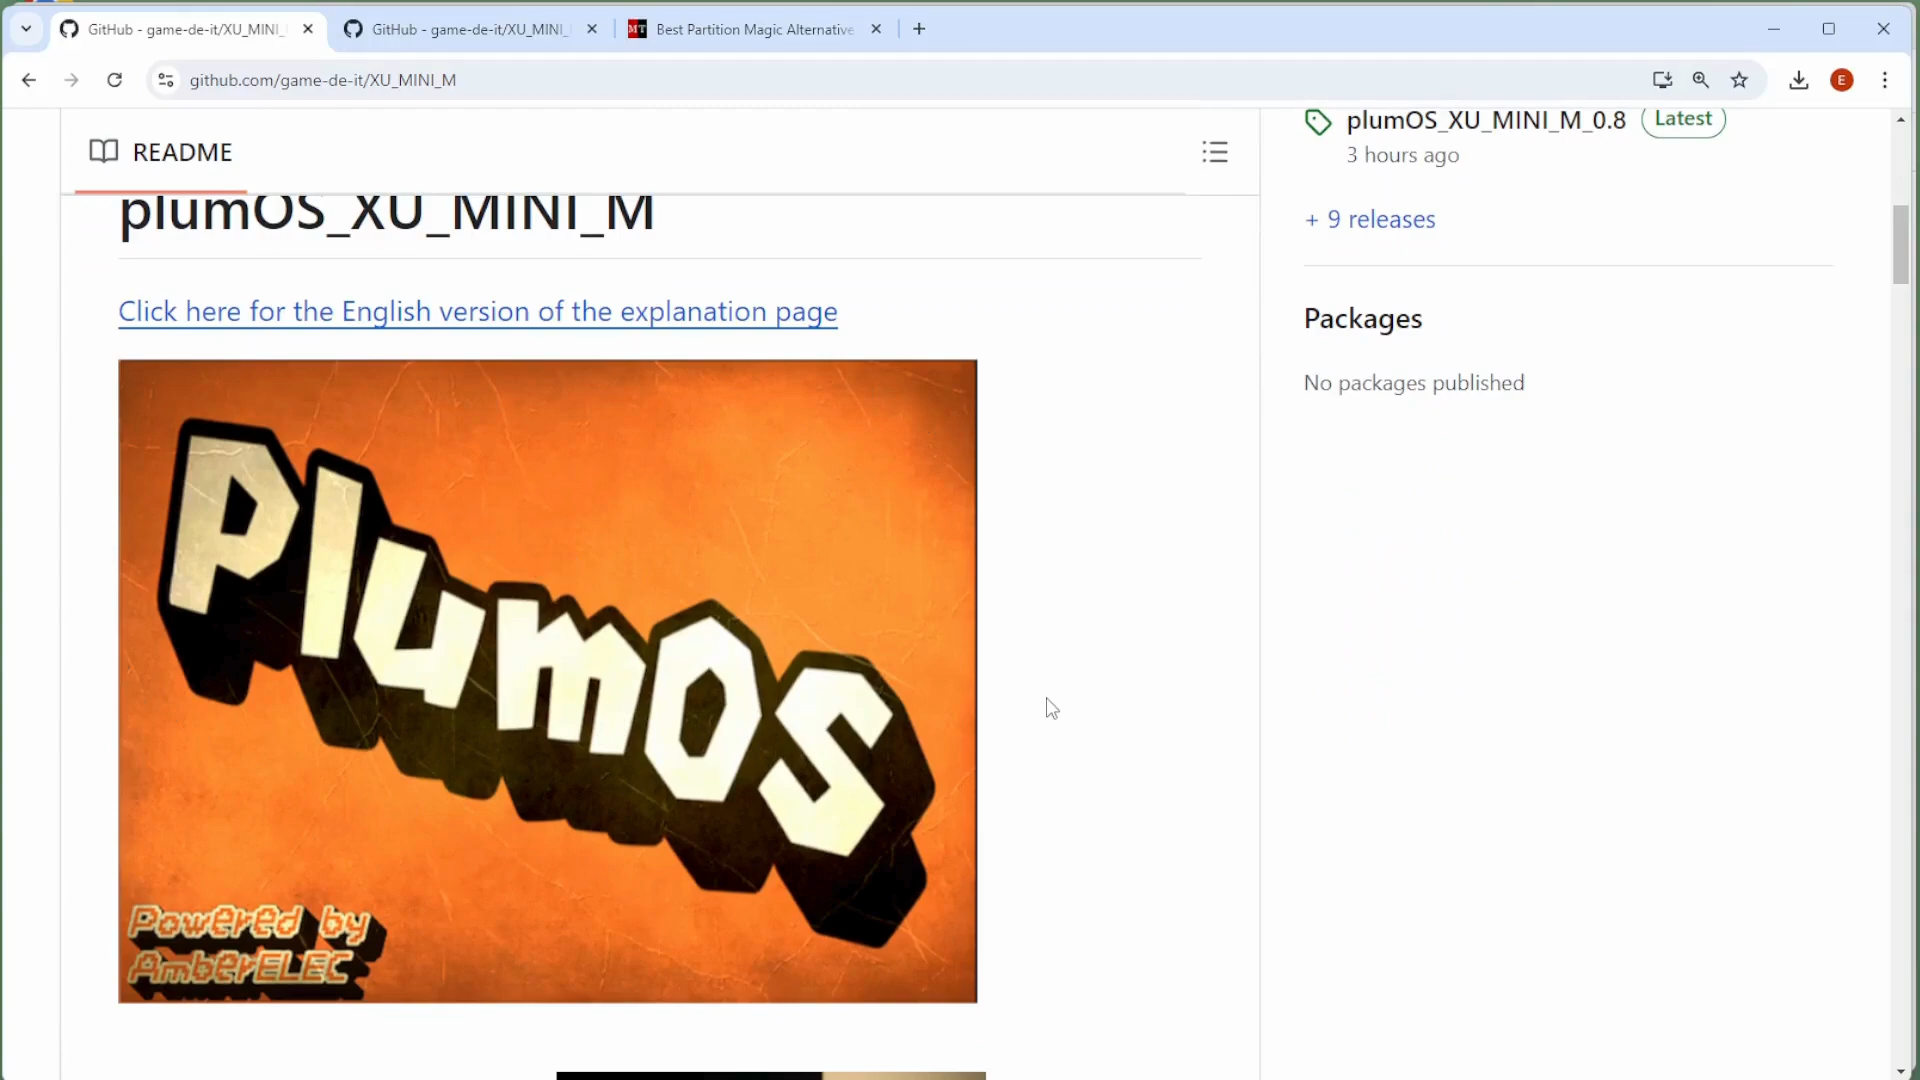 GitHub - game-de-it/XU_MINI_
GitHub - game-de-it/XU_MINI_
MT Best Partition Magic Alternative
github.com/game-de-it/XU_MINI_M
E
README
plumOS_XU_MINI_M_0.8 Latest
3 hours ago
+ 9 releases
Packages
No packages published
plumOS_XU_MINI_M
Click here for the English version of the explanation page
PlumOS
Powered by
AmberELEC